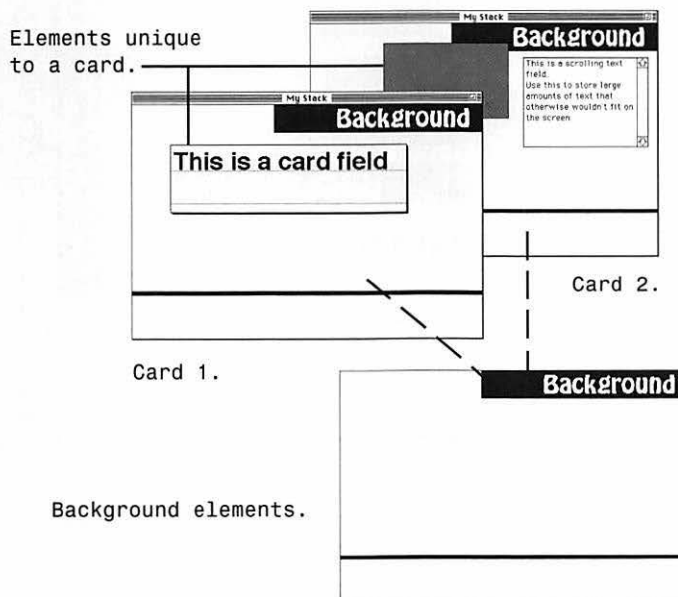 My Stack
Elements unique
to a card.
Background
This is a scrolling text
field.
Use this to store large
amounts of text that
otherwise wouldn't fit on
the screen
My Stack
Background
This is a card field
Card 2.
Card 1.
Background
Background elements.